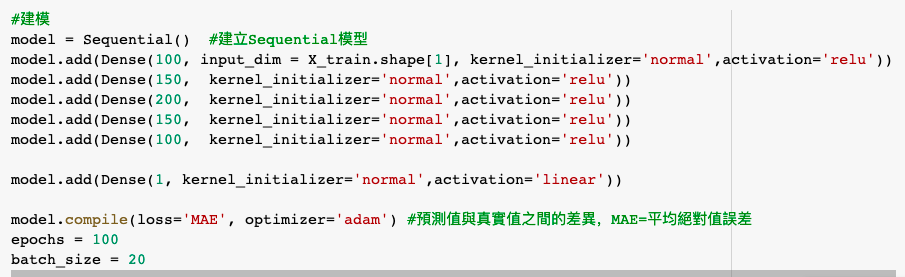 #建模
model = Sequential()  #建立Sequential模型
model.add(Dense(100, input_dim = X_train.shape[1], kernel_initializer='normal',activation='relu'))
model.add(Dense(150,  kernel_initializer='normal',activation='relu'))
model.add(Dense(200,  kernel_initializer='normal',activation='relu'))
model.add(Dense(150,  kernel_initializer='normal',activation='relu'))
model.add(Dense(100,  kernel_initializer='normal',activation='relu'))
model.add(Dense(1, kernel_initializer='normal',activation='linear'))
model.compile(loss='MAE', optimizer='adam') #預測值與真實值之間的差異，MAE=平均絕對值誤差
epochs = 100
batch_size = 20